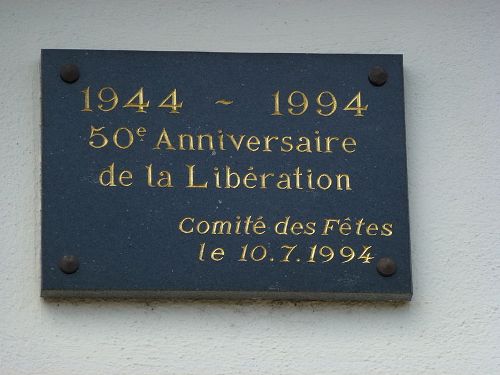 1944 ~ 1994
50e Anniversaire
de la Libération
Comité des Fêtes
le 10.7.1994